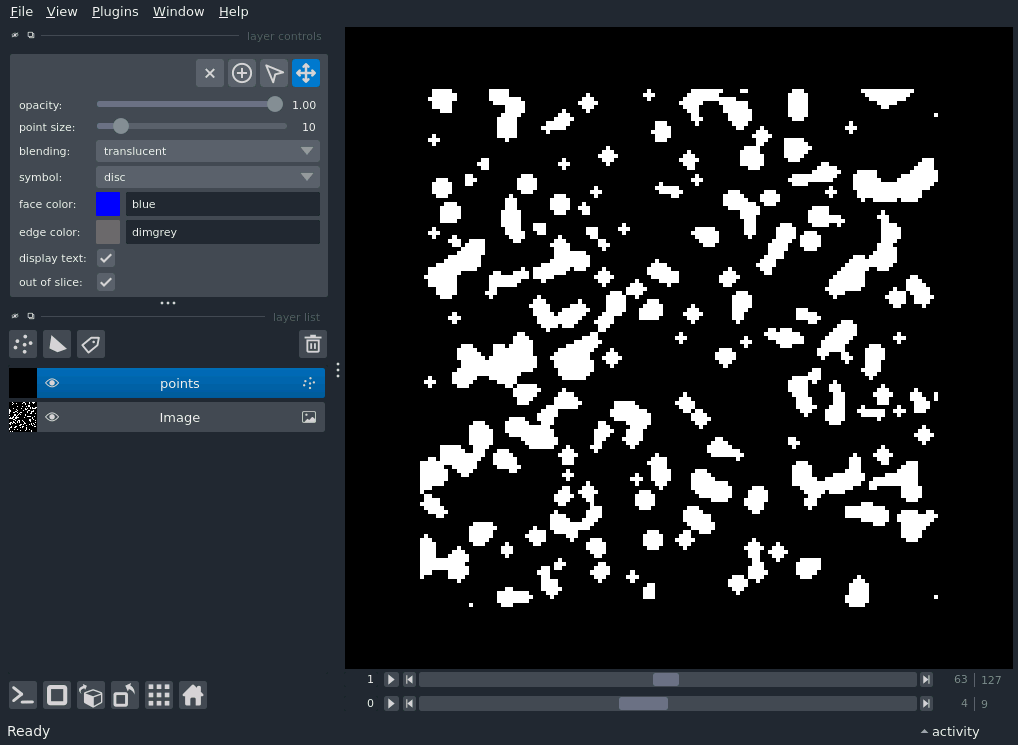 File View Plugins Window Help
layer controls
opacity: 1.00
point size: 10
blending: translucent
symbol: disc
face color: blue
edge color: dimgrey
display text:
out of slice:
layer list
points
Image
1 63 127
0 4 9
Ready activity